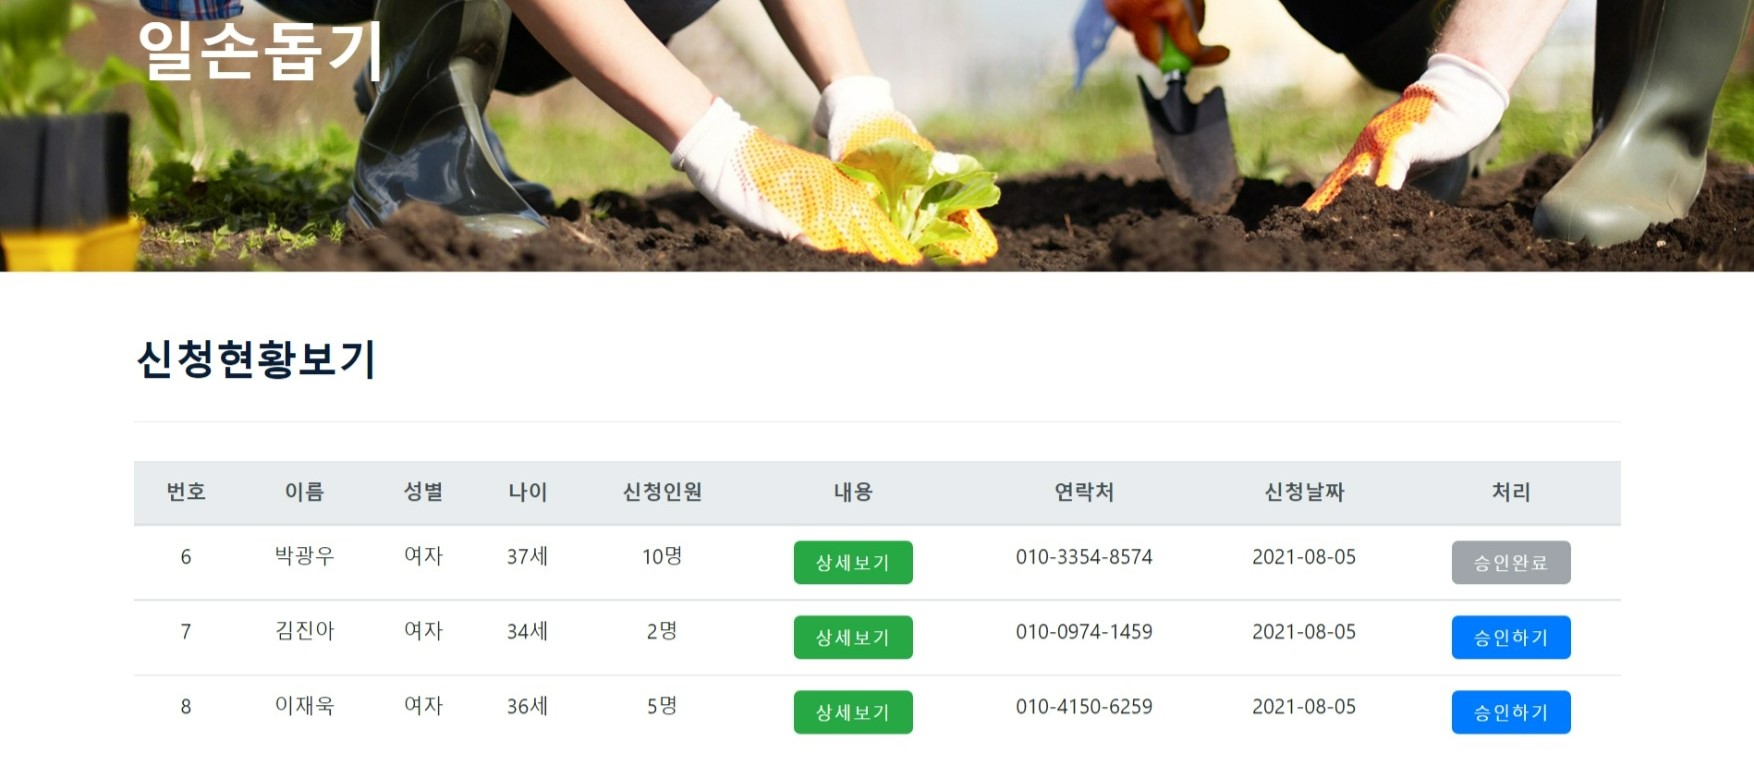 일손돕기
신청현황보기
번호 이름 성별 나이 신청인원 내용 연락처 신청날짜 처리
6 박광우 여자 37세 10명 상세보기 010-3354-8574 2021-08-05 승인완료
7 김진아 여자 34세 2명 상세보기 010-0974-1459 2021-08-05 승인하기
8 이재욱 여자 36세 5명 상세보기 010-4150-6259 2021-08-05 승인하기